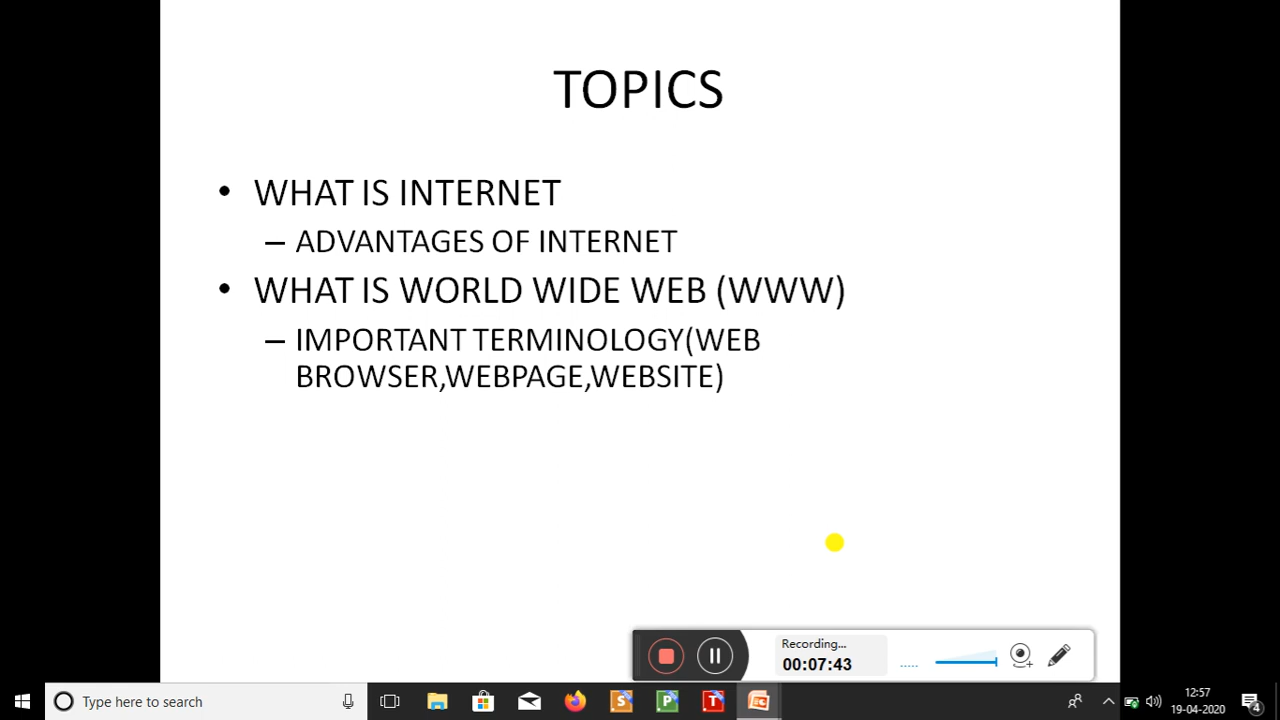 TOPICS
• WHAT IS INTERNET
– ADVANTAGES OF INTERNET
• WHAT IS WORLD WIDE WEB (WWW)
– IMPORTANT TERMINOLOGY(WEB
BROWSER,WEBPAGE,WEBSITE)
Recording...
00:07:43
Type here to search
S
P
T
12:57
19-04-2020
4